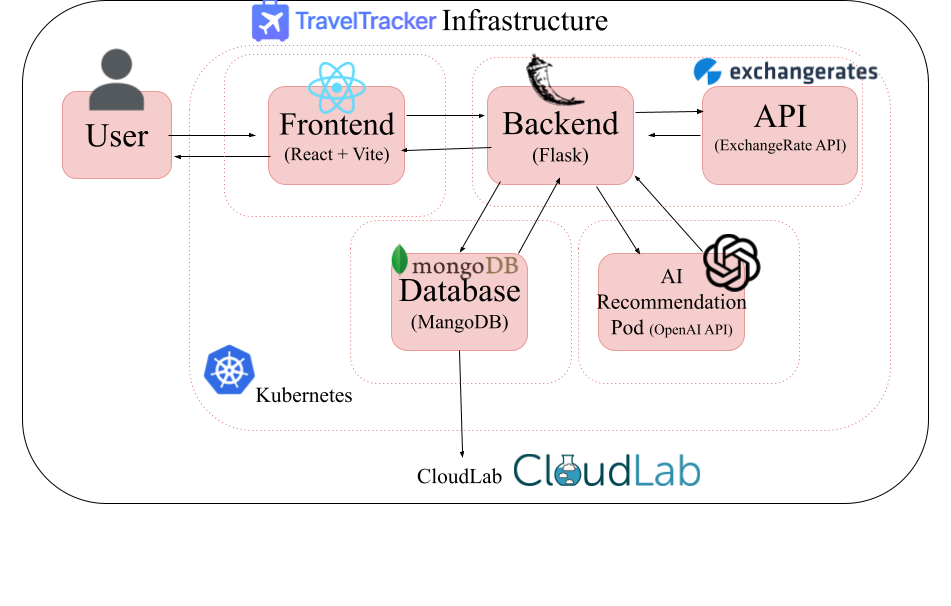 TravelTracker Infrastructure
exchangerates
User
Frontend
(React + Vite)
Backend
(Flask)
API
(ExchangeRate API)
mongoDB
Database
(MangoDB)
AI
Recommendation
Pod (OpenAI API)
Kubernetes
CloudLab CloudLab